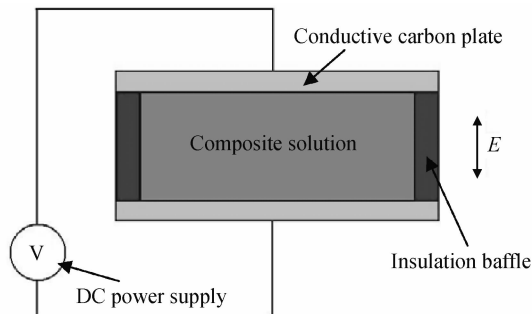 Conductive carbon plate
Composite solution
E
V
Insulation baffle
DC power supply